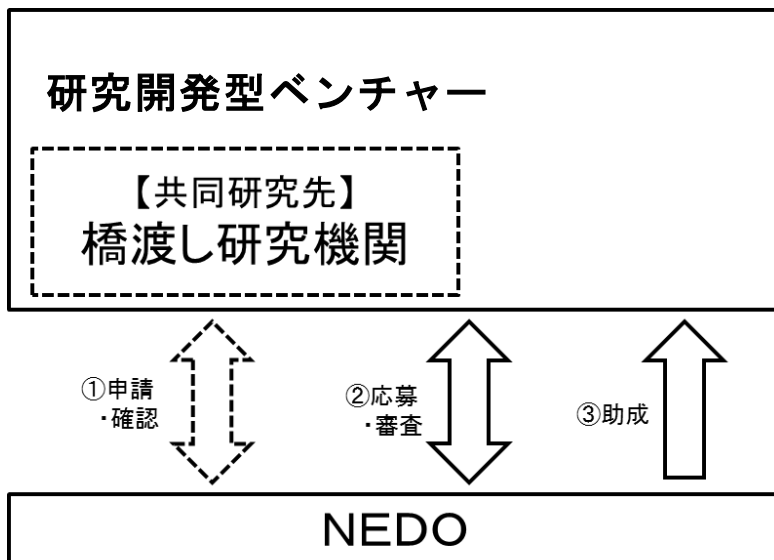 研究開発型ベンチャー
【共同研究先】
橋渡し研究機関
①申請
・確認
②応募
・審査
③助成
NEDO